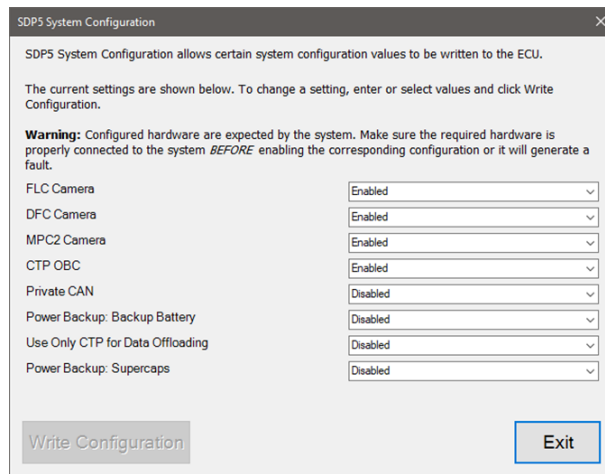 SDP5 System Configuration
SDP5 System Configuration allows certain system configuration values to be written to the ECU.
The current settings are shown below. To change a setting, enter or select values and click Write
Configuration.
Warning: Configured hardware are expected by the system. Make sure the required hardware is
properly connected to the system BEFORE enabling the corresponding configuration or it will generate a
fault.
FLC Camera Enabled
DFC Camera Enabled
MPC2 Camera Enabled
CTP OBC Enabled
Private CAN Disabled
Power Backup: Backup Battery Disabled
Use Only CTP for Data Offloading Disabled
Power Backup: Supercaps Disabled
Write Configuration Exit